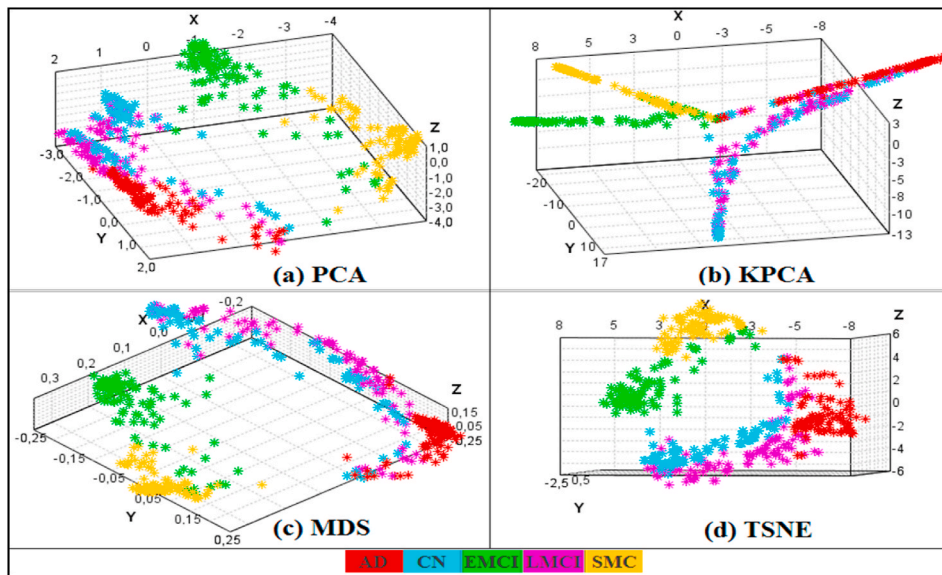 X
2 1 0 -1 -2 -3 -4
Z
1,0
0,0
-1,0
-2,0
-3,0
-4,0
-3,0
-2,0
-1,0
0,0
1,0
2,0
Y
(a) PCA
X
8 5 3 0 -3 -5 -8
Z
3
0
-3
-5
-8
-10
-13
-20
-10
0
10
17
Y
(b) KPCA
X
-0,2
0,0
0,1
0,2
0,3
Z
0,15
0,05
-0,25
-0,15
-0,05
0,05
0,15
0,25
Y
(c) MDS
X
8 5 3 -3 -5 -8
Z
6
4
2
0
-2
-4
-6
-2,5
0,5
Y
(d) TSNE
AD CN EMCI LMCI SMC